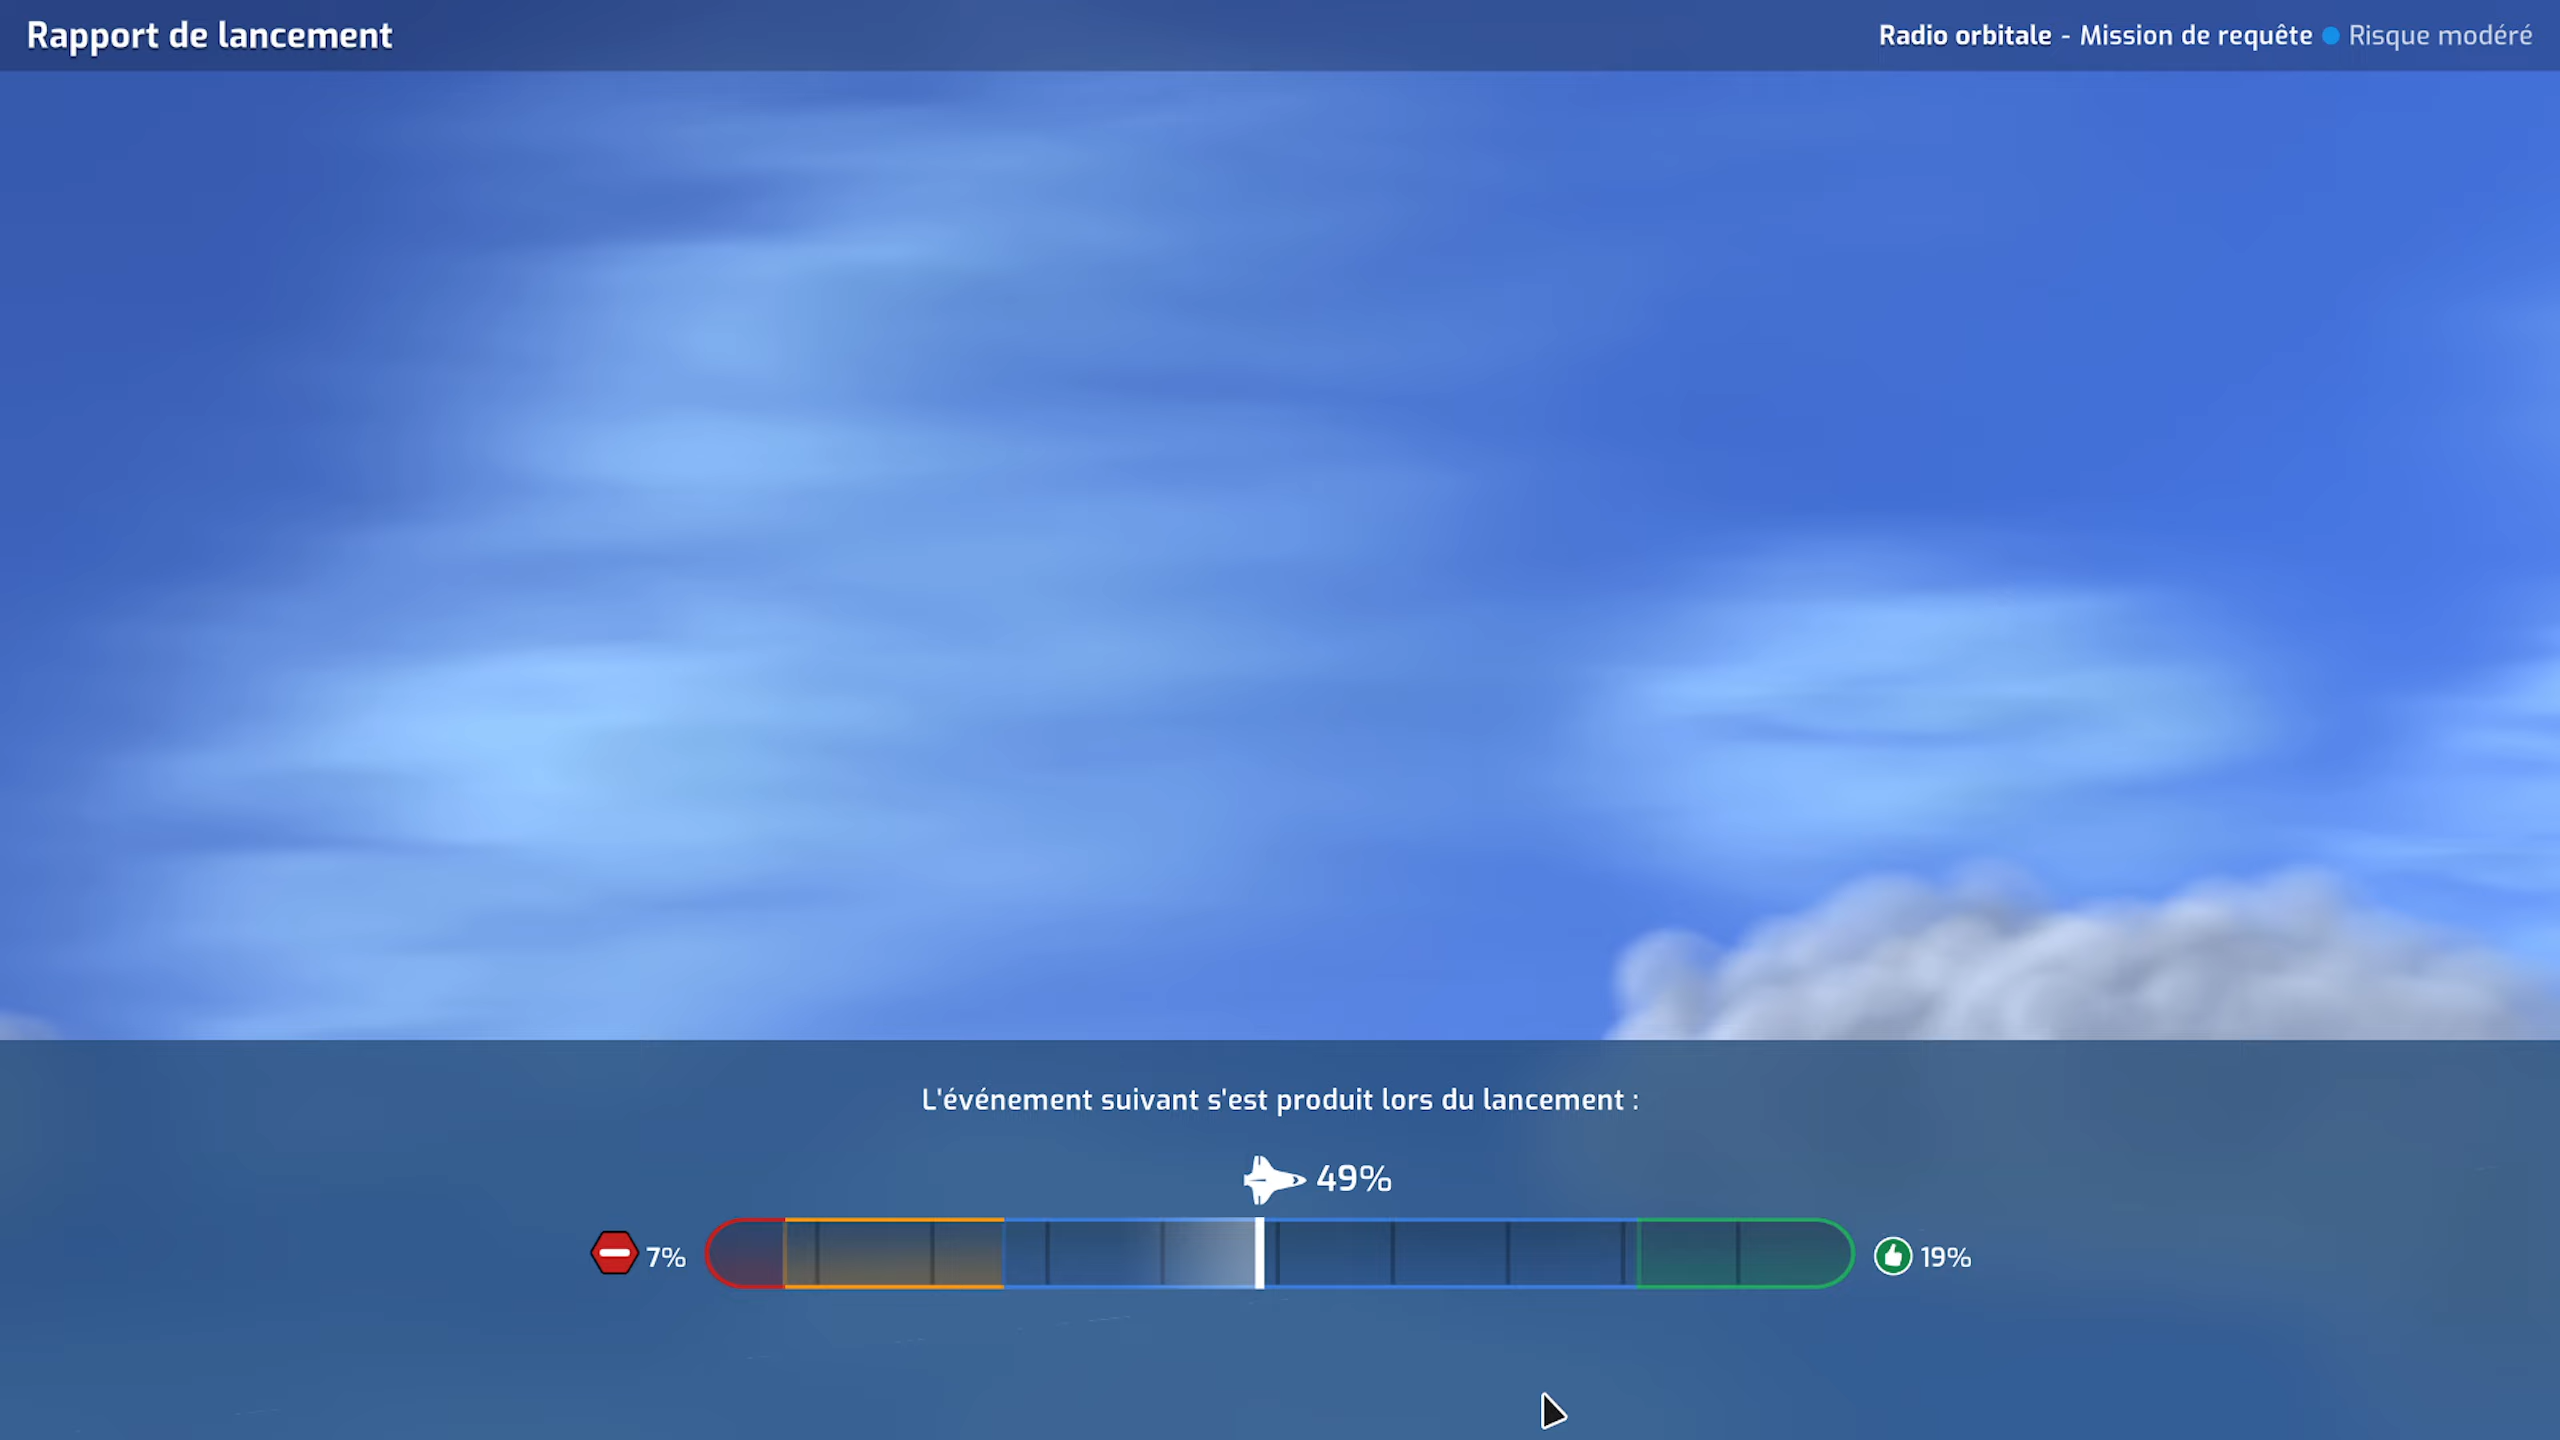 Rapport de lancement
Radio orbitale - Mission de requête Risque modéré
L'événement suivant s'est produit lors du lancement :
49%
7%
19%